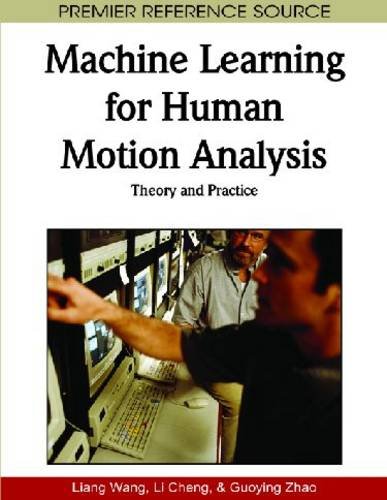 PREMIER REFERENCE SOURCE
Machine Learning
for Human
Motion Analysis
Theory and Practice
Liang Wang, Li Cheng, & Guoying Zhao